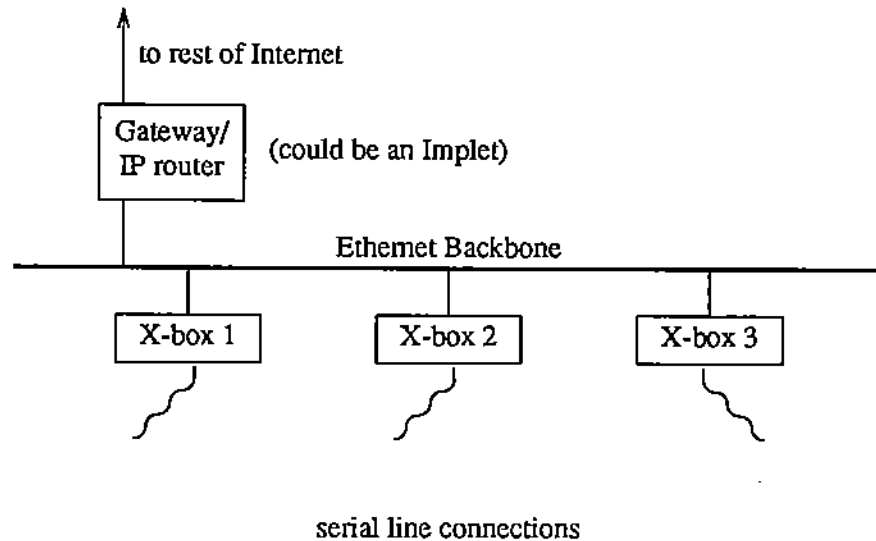 to rest of Internet
Gateway/
IP router
(could be an Implet)
Ethernet Backbone
X-box 1
X-box 2
X-box 3
serial line connections